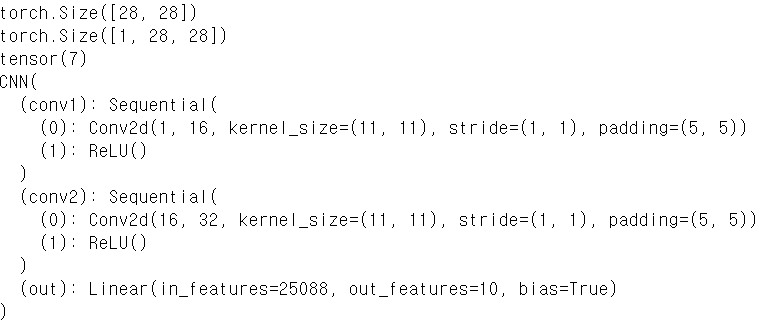 torch.Size([28, 28])
torch.Size([1, 28, 28])
tensor(7)
CNN(
  (conv1): Sequential(
    (0): Conv2d(1, 16, kernel_size=(11, 11), stride=(1, 1), padding=(5, 5))
    (1): ReLU()
  )
  (conv2): Sequential(
    (0): Conv2d(16, 32, kernel_size=(11, 11), stride=(1, 1), padding=(5, 5))
    (1): ReLU()
  )
  (out): Linear(in_features=25088, out_features=10, bias=True)
)